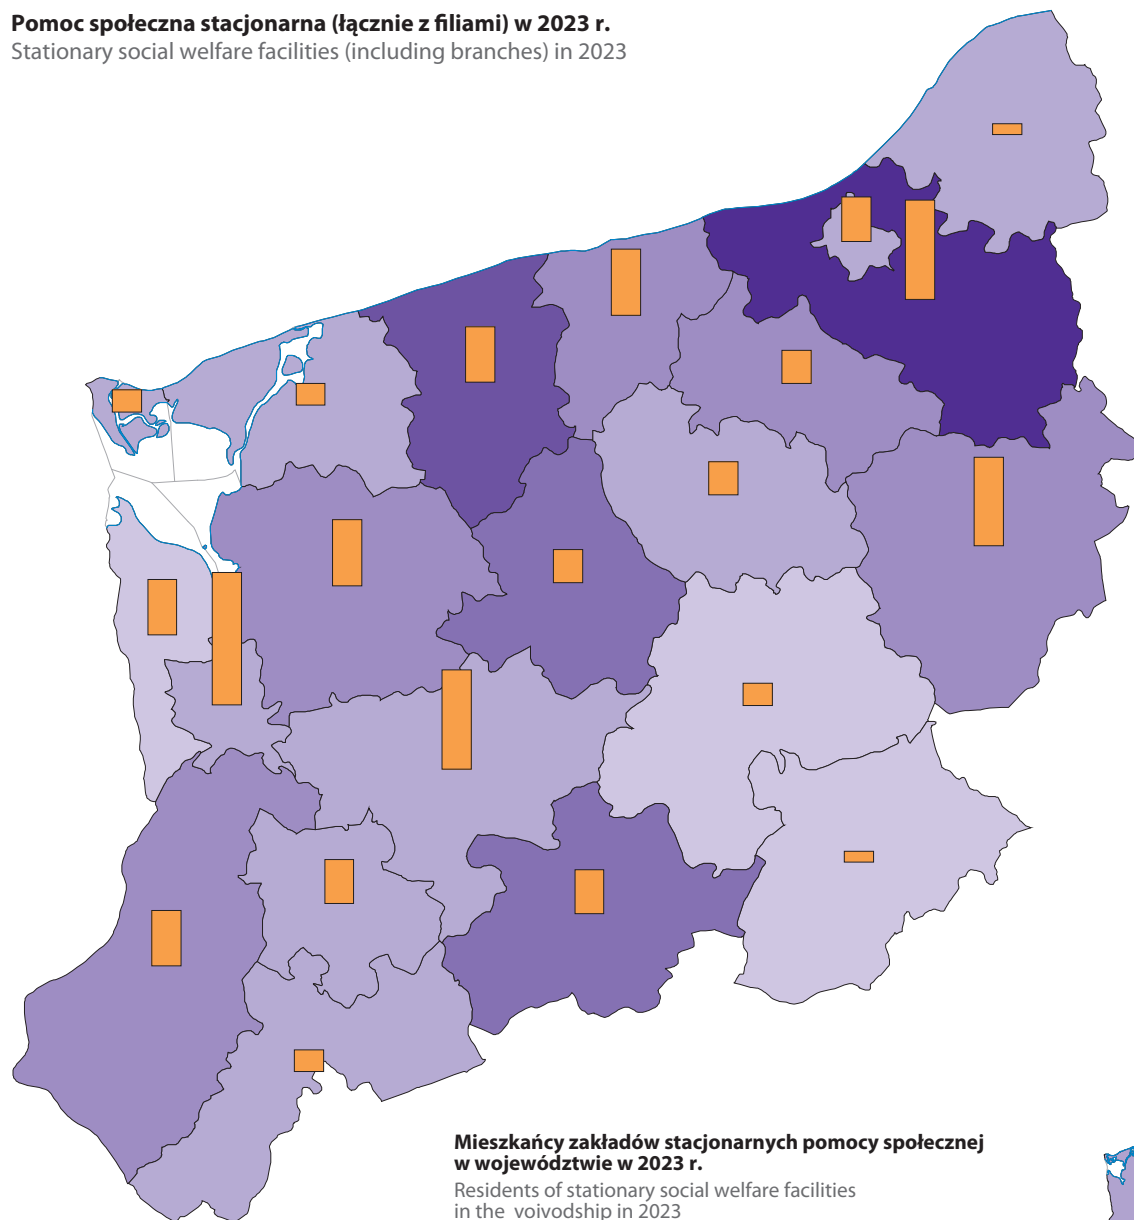 Pomoc społeczna stacjonarna (łącznie z filiami) w 2023 r.
Stationary social welfare facilities (including branches) in 2023
Mieszkańcy zakładów stacjonarnych pomocy społecznej
w województwie w 2023 r.
Residents of stationary social welfare facilities
in the voivodship in 2023